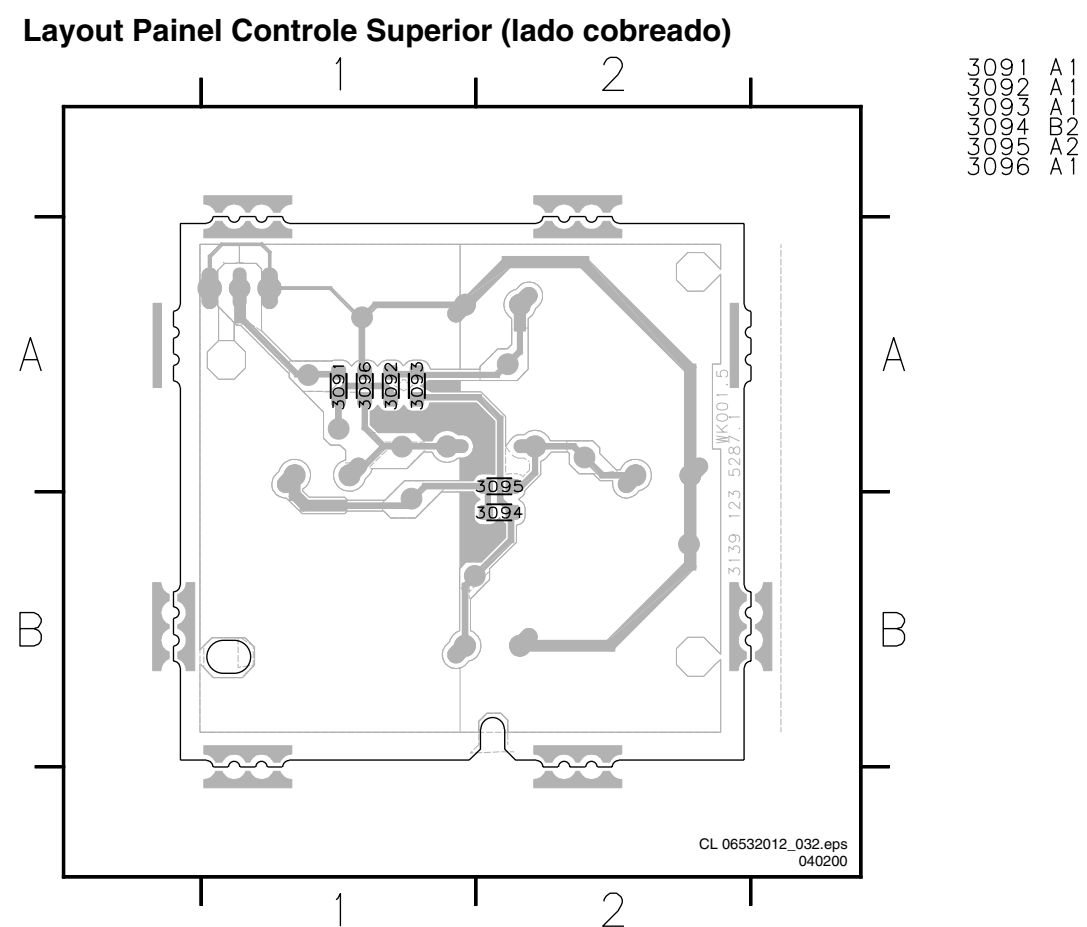 Layout Painel Controle Superior (lado cobreado)
1 2
3091 A1
3092 A1
3093 A1
3094 B2
3095 A2
3096 A1
A A
3091 3096 3092 3093
WK001.5
3139 123 5287.1
3095
3094
B B
CL 06532012_032.eps
040200
1 2